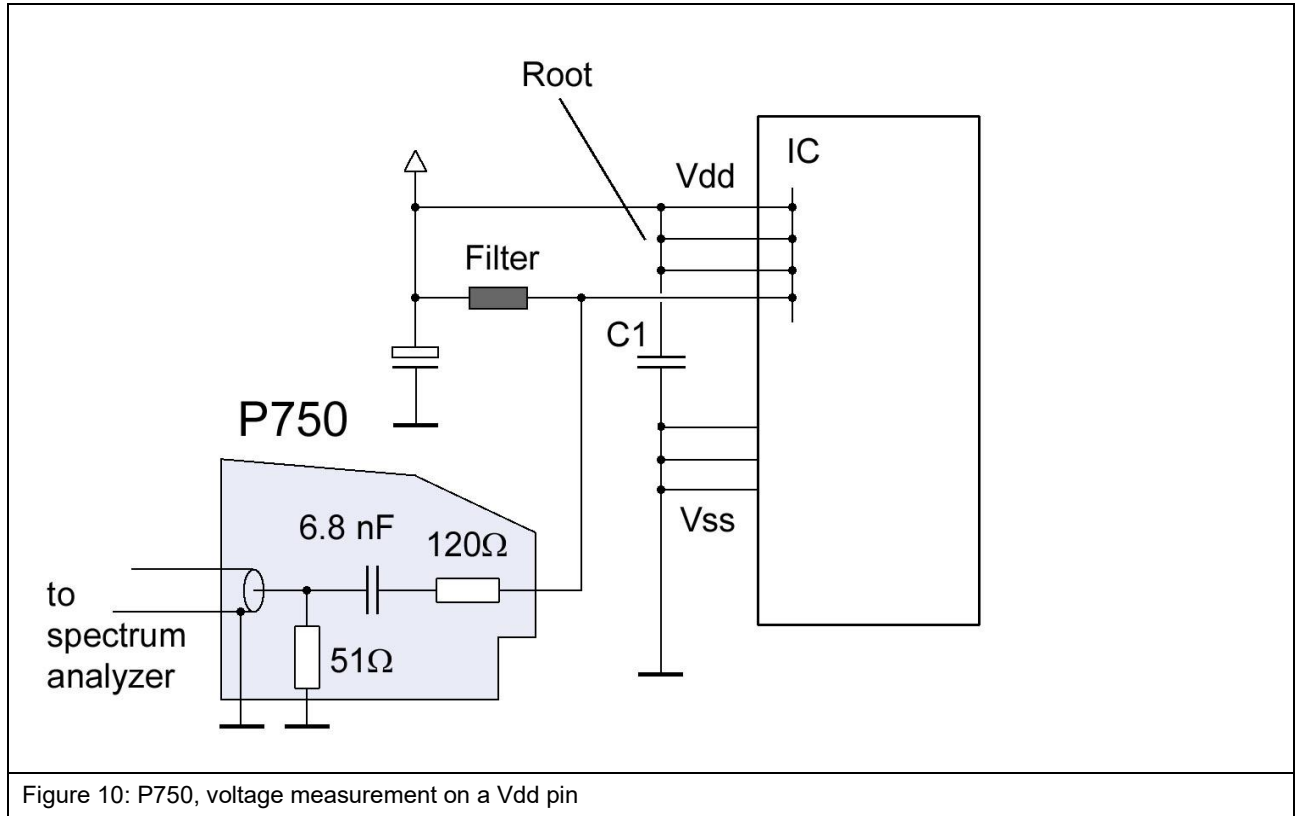 Root
IC
Vdd
Filter
C1
P750
6.8 nF
120Ω
Vss
to
spectrum
analyzer
51Ω
Figure 10: P750, voltage measurement on a Vdd pin